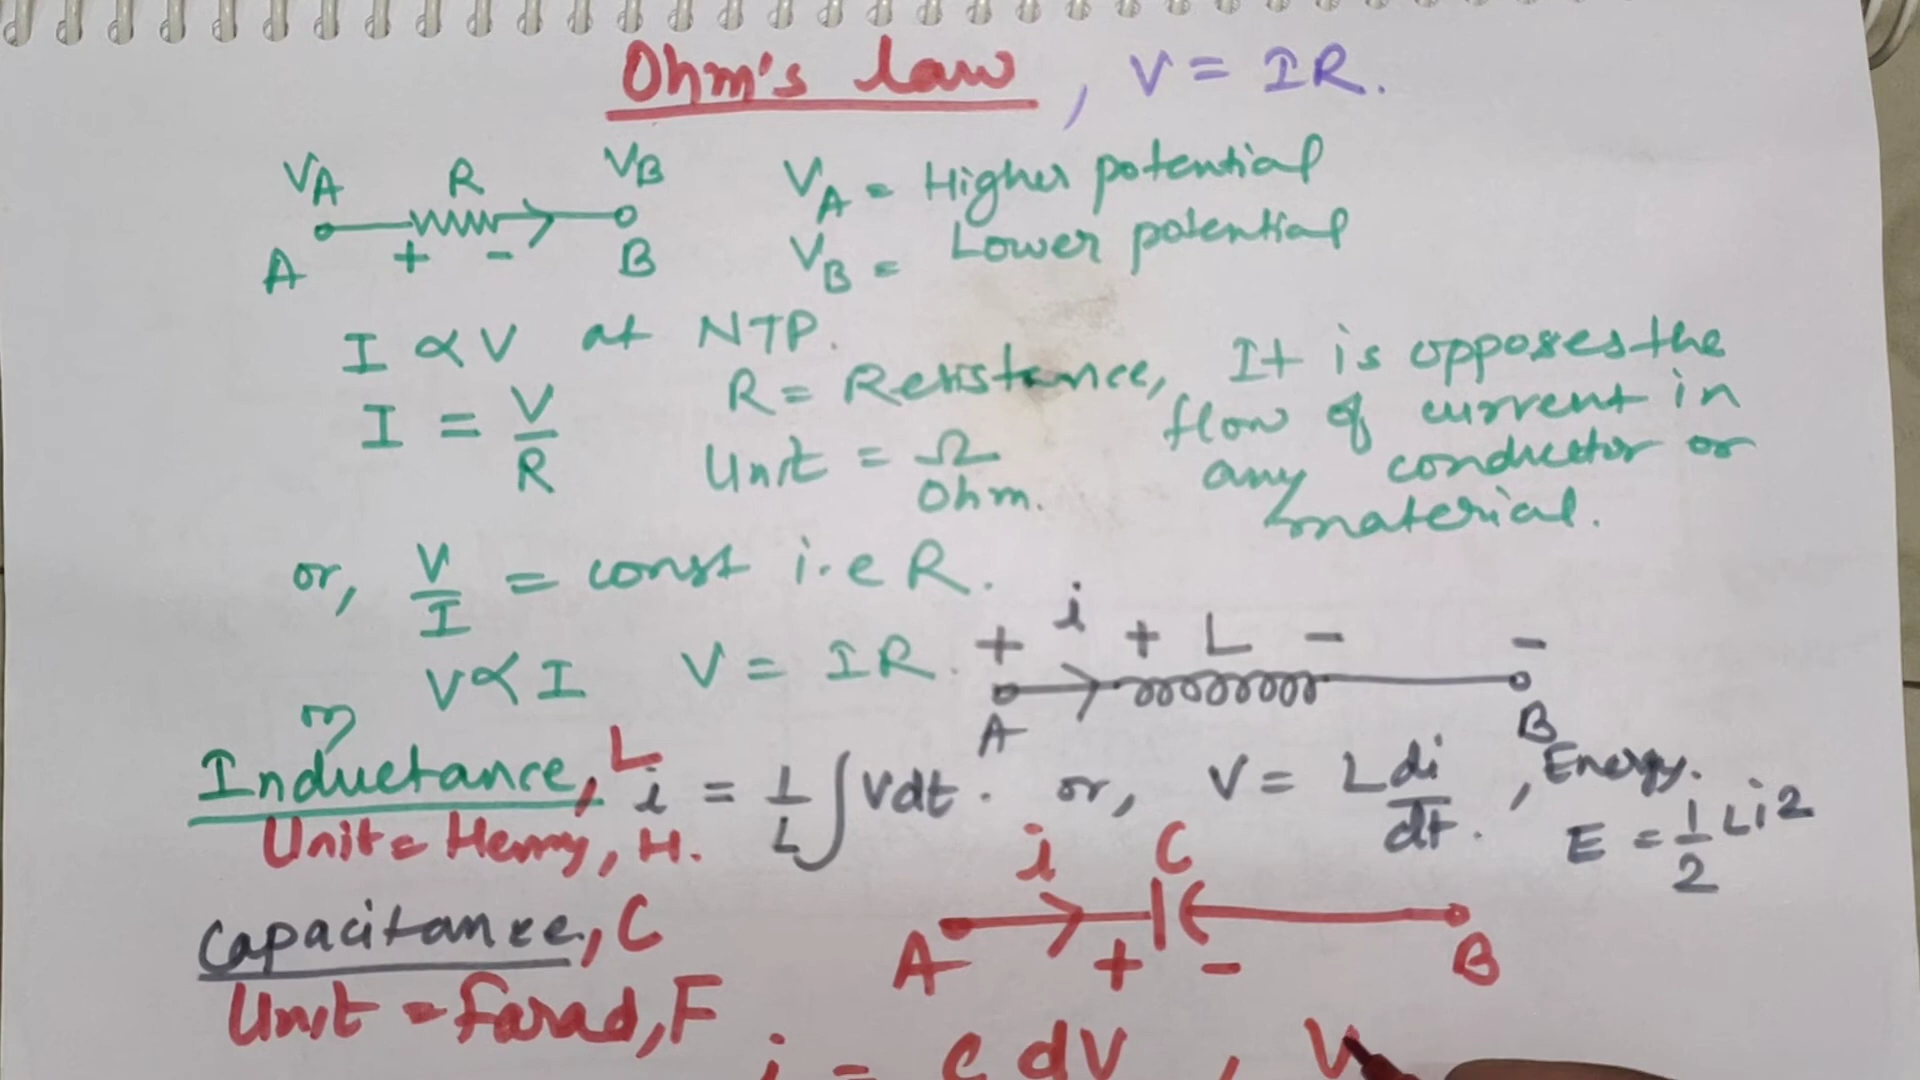 Ohm's law, V = IR.
VA R VB
A + - B
VA = Higher potential
VB = Lower potential
I ∝ V at NTP.
I = V/R
R = Resistance, It is opposes the
flow of current in
any conductor or
material.
Unit = Ω
Ohm.
or, V/I = const i.e R.
or V ∝ I V = IR.
+ i + L - -
A B
Inductance, L
i = 1/L ∫ Vdt. or, V = L di/dt. , Energy.
E = 1/2 Li2
Unit = Henry, H.
i C
A + - B
Capacitance, C
Unit = Farad, F
i = C dV , V